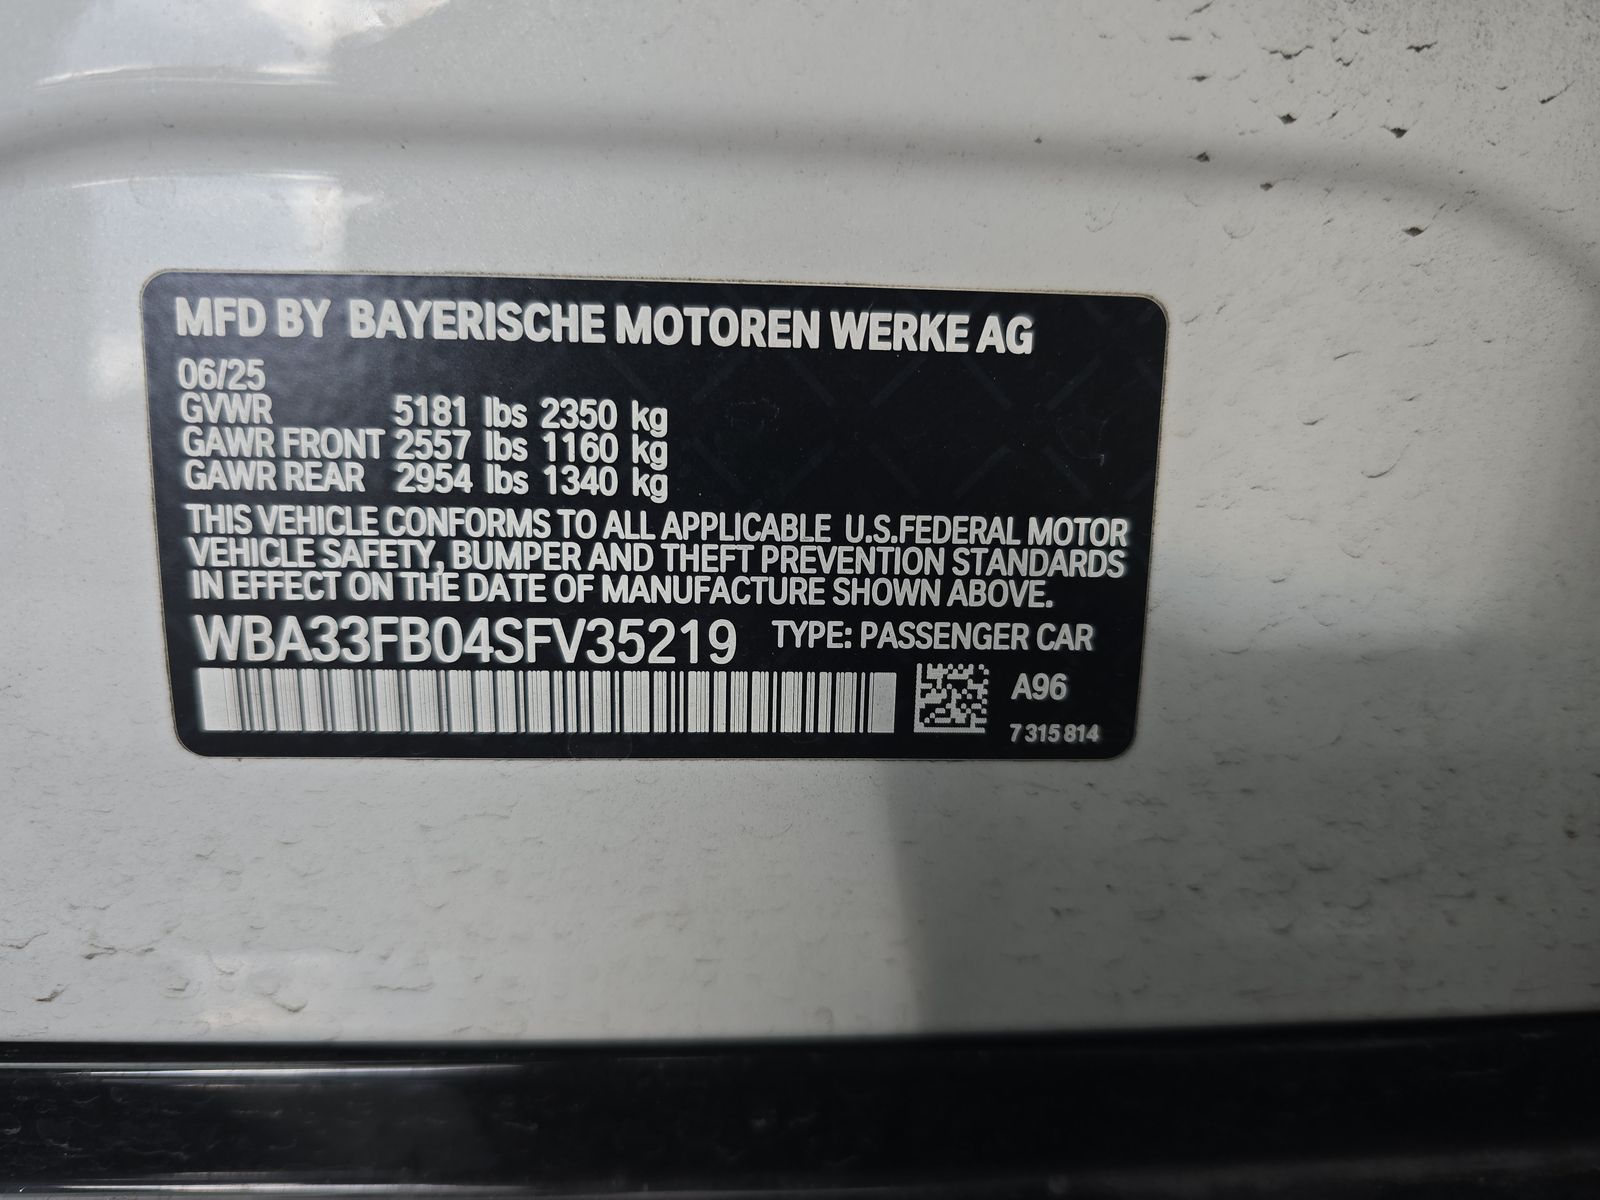 MFD BY BAYERISCHE MOTOREN WERKE AG
06/25
GVWR 5181 lbs 2350 kg
GAWR FRONT 2557 lbs 1160 kg
GAWR REAR 2954 lbs 1340 kg
THIS VEHICLE CONFORMS TO ALL APPLICABLE U.S.FEDERAL MOTOR
VEHICLE SAFETY, BUMPER AND THEFT PREVENTION STANDARDS
IN EFFECT ON THE DATE OF MANUFACTURE SHOWN ABOVE.
WBA33FB04SFV35219 TYPE: PASSENGER CAR
A96
7 315 814